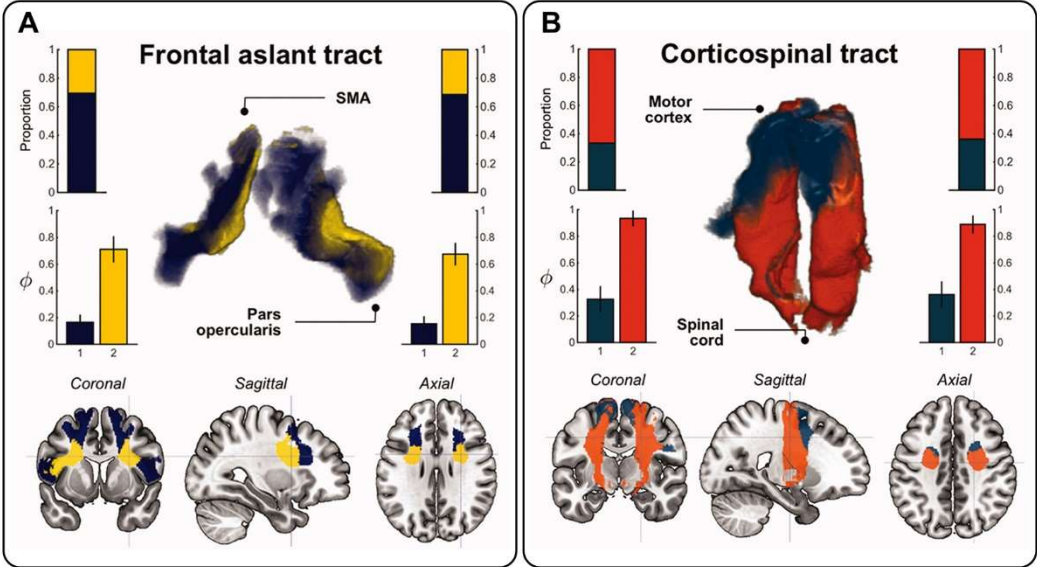 A
Frontal aslant tract
1
0.8
0.6
0.4
0.2
0
Proportion
SMA
1
0.8
0.6
0.4
0.2
0
1
0.8
0.6
0.4
0.2
0
ϕ
1 2
Pars
opercularis
1
0.8
0.6
0.4
0.2
0
1 2
Coronal
Sagittal
Axial
B
Corticospinal tract
1
0.8
0.6
0.4
0.2
0
Proportion
Motor
cortex
1
0.8
0.6
0.4
0.2
0
1
0.8
0.6
0.4
0.2
0
ϕ
1 2
Spinal
cord
1
0.8
0.6
0.4
0.2
0
1 2
Coronal
Sagittal
Axial